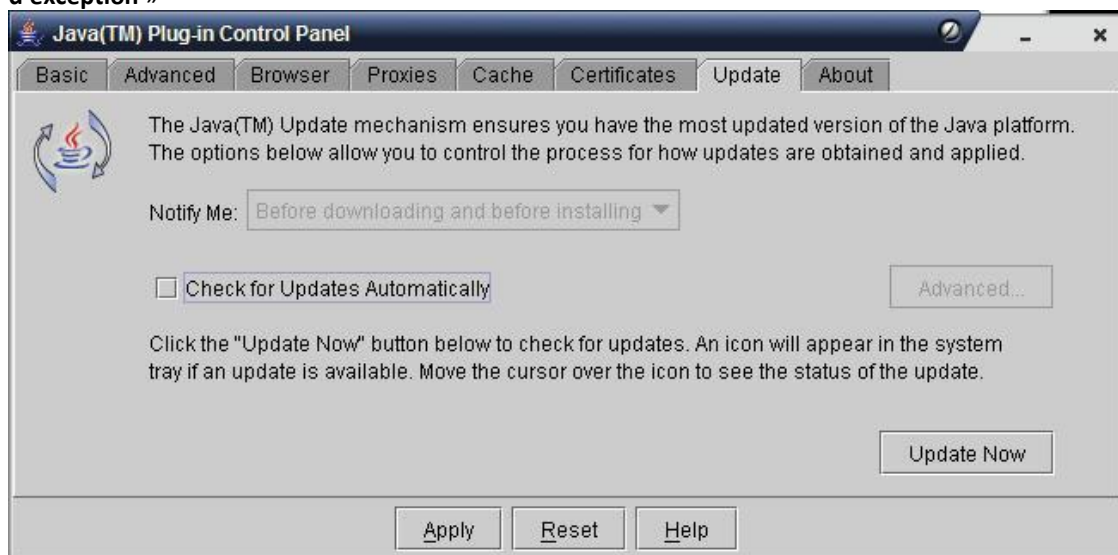 d'exception »
Java(TM) Plug-in Control Panel
Basic Advanced Browser Proxies Cache Certificates Update About
The Java(TM) Update mechanism ensures you have the most updated version of the Java platform.
The options below allow you to control the process for how updates are obtained and applied.
Notify Me: Before downloading and before installing
Check for Updates Automatically Advanced...
Click the "Update Now" button below to check for updates. An icon will appear in the system
tray if an update is available. Move the cursor over the icon to see the status of the update.
Update Now
Apply Reset Help